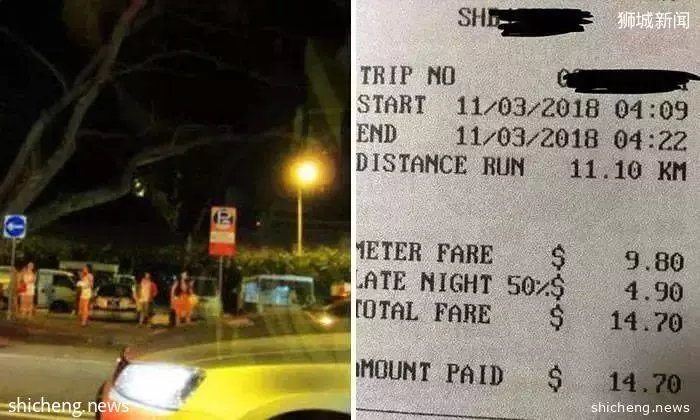 狮城新闻
SH
TRIP NO
START 11/03/2018 04:09
END 11/03/2018 04:22
DISTANCE RUN 11.10 KM
METER FARE $ 9.80
LATE NIGHT 50%$ 4.90
TOTAL FARE $ 14.70
AMOUNT PAID $ 14.70
shicheng.news
shicheng.news